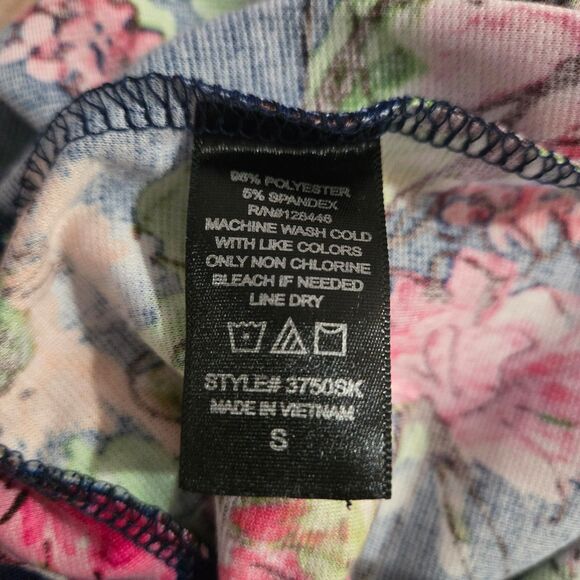 95% POLYESTER
5% SPANDEX
R/N#128446
MACHINE WASH COLD
WITH LIKE COLORS
ONLY NON CHLORINE
BLEACH IF NEEDED
LINE DRY
STYLE# 3750SK
MADE IN VIETNAM
S